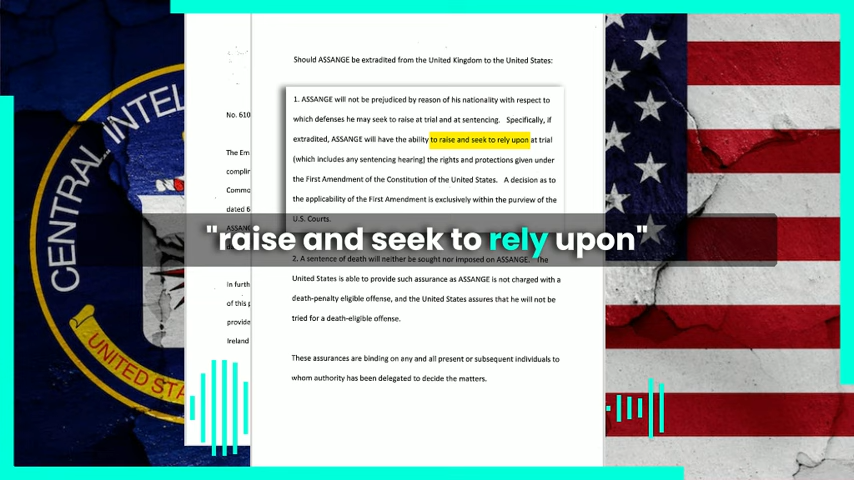 CENTRAL INTEL
UNITED ST
No. 610
The Em
complim
Commo
dated 6
ASSANG
In furth
of this p
provide
Ireland
Should ASSANGE be extradited from the United Kingdom to the United States:
1. ASSANGE will not be prejudiced by reason of his nationality with respect to
which defenses he may seek to raise at trial and at sentencing. Specifically, if
extradited, ASSANGE will have the ability to raise and seek to rely upon at trial
(which includes any sentencing hearing) the rights and protections given under
the First Amendment of the Constitution of the United States. A decision as to
the applicability of the First Amendment is exclusively within the purview of the
U.S. Courts.
"raise and seek to rely upon"
2. A sentence of death will neither be sought nor imposed on ASSANGE. The
United States is able to provide such assurance as ASSANGE is not charged with a
death-penalty eligible offense, and the United States assures that he will not be
tried for a death-eligible offense.
These assurances are binding on any and all present or subsequent individuals to
whom authority has been delegated to decide the matters.